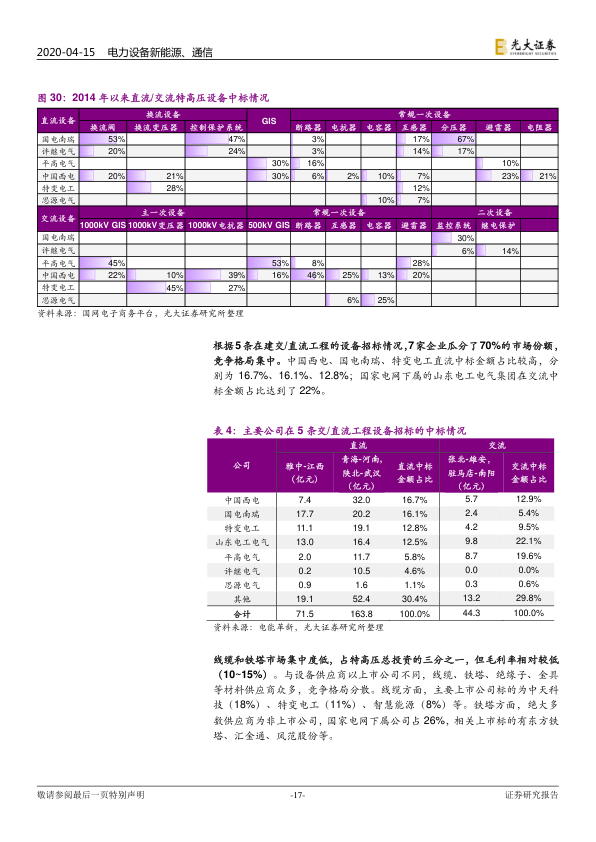 2020-04-15 电力设备新能源、通信
光大证券
EVERBRIGHT SECURITIES
图 30：2014 年以来直流/交流特高压设备中标情况
直流设备 换流设备 GIS 常规一次设备
换流阀 换流变压器 控制保护系统 断路器 电抗器 电容器 互感器 分压器 避雷器 电阻器
国电南瑞 53% 47% 3% 17% 67%
许继电气 20% 24% 3% 14% 17%
平高电气 30% 16% 10%
中国西电 20% 21% 30% 6% 2% 10% 7% 23% 21%
特变电工 28% 12%
思源电气 10% 7%
交流设备 主一次设备 常规一次设备 二次设备
1000kV GIS 1000kV变压器 1000kV电抗器 500kV GIS 断路器 互感器 电容器 避雷器 监控系统 继电保护
国电南瑞 30%
许继电气 6% 14%
平高电气 45% 53% 8% 28%
中国西电 22% 10% 39% 16% 46% 25% 13% 20%
特变电工 45% 27%
思源电气 6% 25%
资料来源：国网电子商务平台，光大证券研究所整理
根据 5 条在建交/直流工程的设备招标情况，7 家企业瓜分了 70%的市场份额，
竞争格局集中。中国西电、国电南瑞、特变电工直流中标金额占比较高，分
别为 16.7%、16.1%、12.8%；国家电网下属的山东电工电气集团在交流中
标金额占比达到了 22%。
表 4：主要公司在 5 条交/直流工程设备招标的中标情况
公司 直流 交流
雅中-江西（亿元） 青海-河南，陕北-武汉（亿元） 直流中标金额占比 张北-雄安，驻马店-南阳（亿元） 交流中标金额占比
中国西电 7.4 32.0 16.7% 5.7 12.9%
国电南瑞 17.7 20.2 16.1% 2.4 5.4%
特变电工 11.1 19.1 12.8% 4.2 9.5%
山东电工电气 13.0 16.4 12.5% 9.8 22.1%
平高电气 2.0 11.7 5.8% 8.7 19.6%
许继电气 0.2 10.5 4.6% 0.0 0.0%
思源电气 0.9 1.6 1.1% 0.3 0.6%
其他 19.1 52.4 30.4% 13.2 29.8%
合计 71.5 163.8 100.0% 44.3 100.0%
资料来源：电能革新，光大证券研究所整理
线缆和铁塔市场集中度低，占特高压总投资的三分之一，但毛利率相对较低
（10~15%）。与设备供应商以上市公司不同，线缆、铁塔、绝缘子、金具
等材料供应商众多，竞争格局分散。线缆方面，主要上市公司标的为中天科
技（18%）、特变电工（11%）、智慧能源（8%）等。铁塔方面，绝大多
数供应商为非上市公司，国家电网下属公司占 26%，相关上市标的有东方铁
塔、汇金通、风范股份等。
敬请参阅最后一页特别声明 -17- 证券研究报告